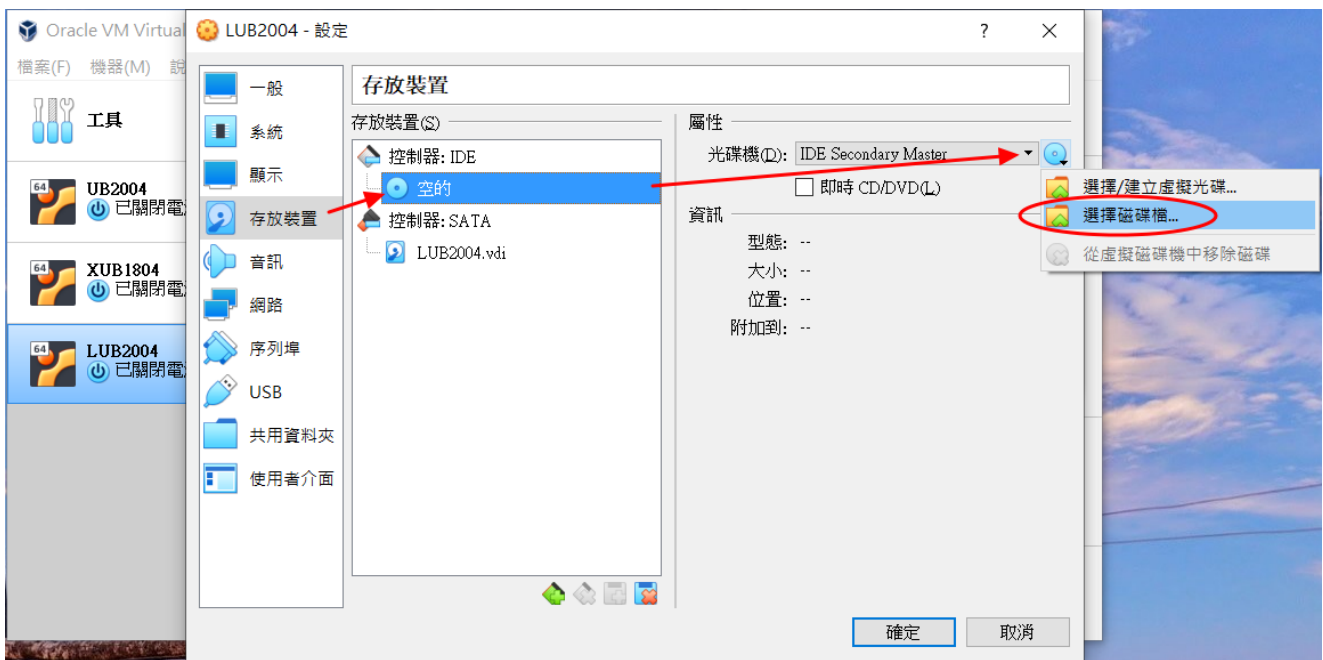 Oracle VM Virtual
檔案(F) 機器(M) 說
工具
64
UB2004
已關閉電
64
XUB1804
已關閉電
64
LUB2004
已關閉電
LUB2004 - 設定
?
一般
系統
顯示
存放裝置
音訊
網路
序列埠
USB
共用資料夾
使用者介面
存放裝置
存放裝置(S)
控制器: IDE
空的
控制器: SATA
LUB2004.vdi
屬性
光碟機(D): IDE Secondary Master
即時 CD/DVD(L)
資訊
型態: --
大小: --
位置: --
附加到: --
選擇/建立虛擬光碟...
選擇磁碟檔...
從虛擬磁碟機中移除磁碟
確定
取消